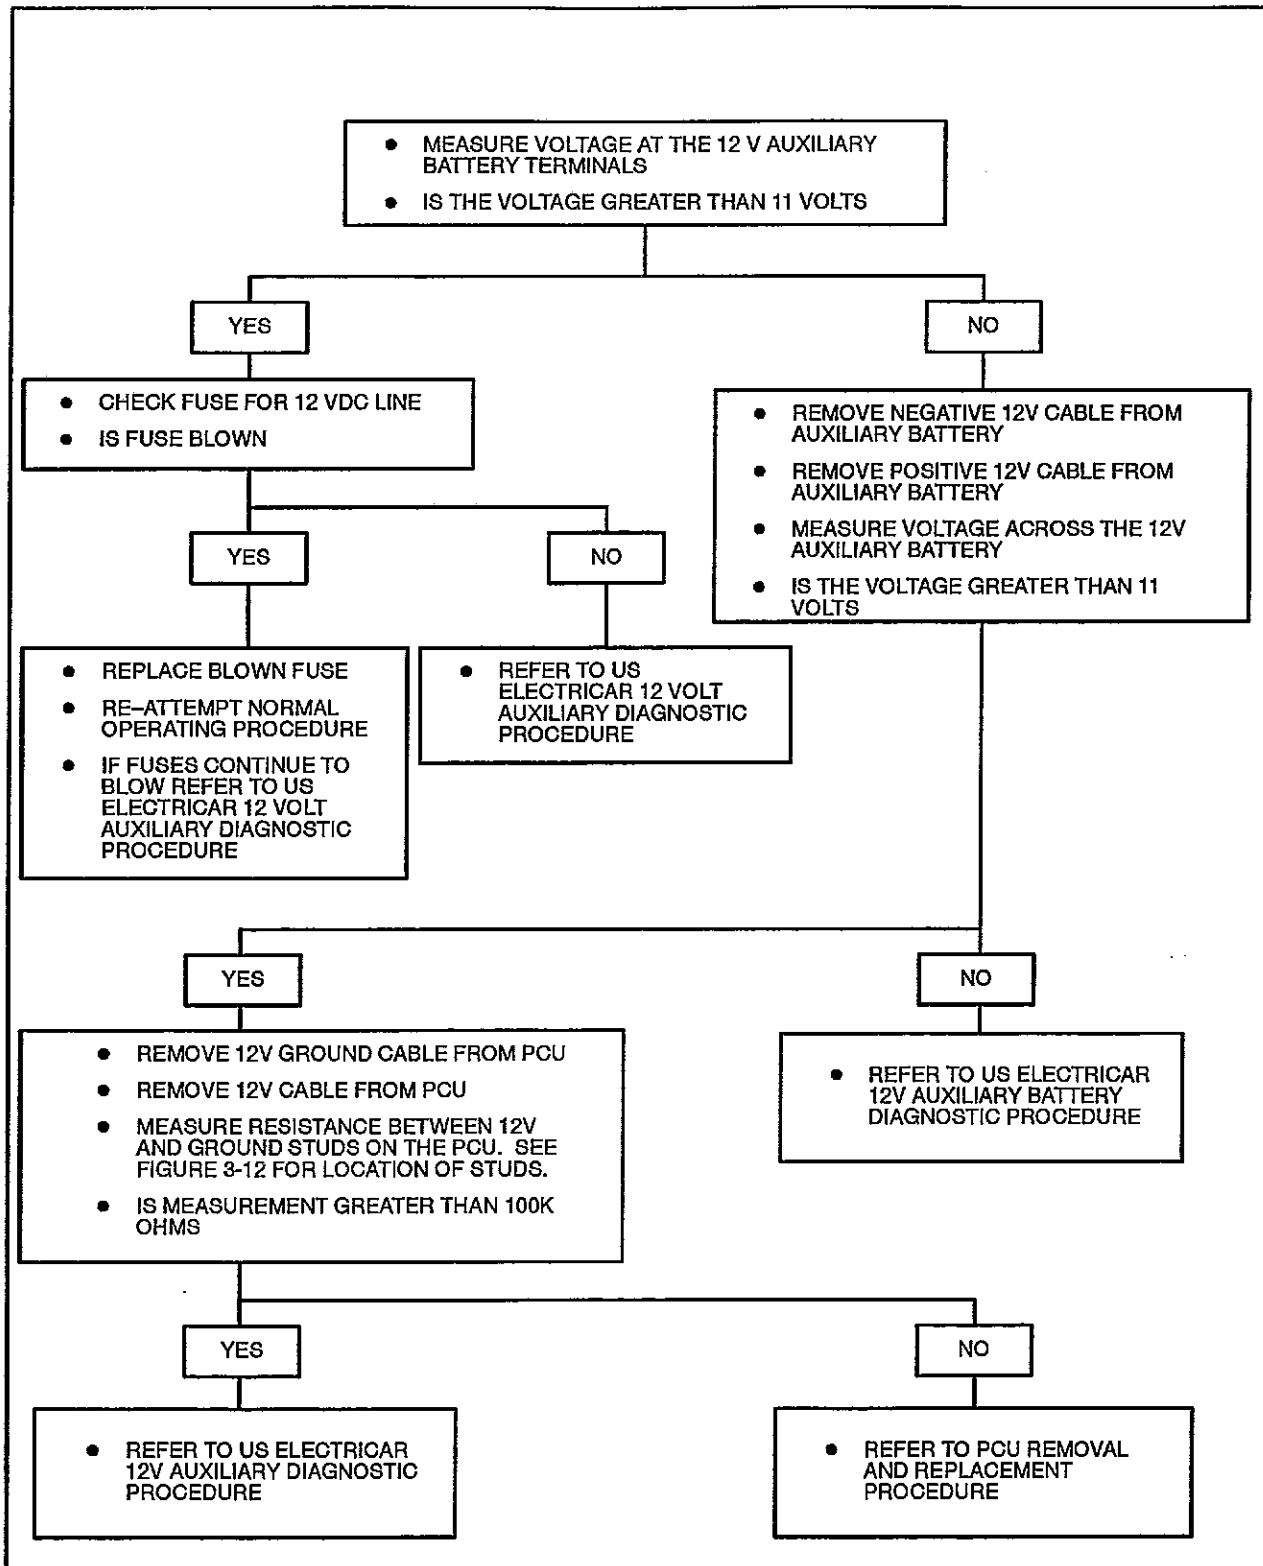 ● MEASURE VOLTAGE AT THE 12 V AUXILIARY
BATTERY TERMINALS
● IS THE VOLTAGE GREATER THAN 11 VOLTS
YES
NO
● CHECK FUSE FOR 12 VDC LINE
● IS FUSE BLOWN
● REMOVE NEGATIVE 12V CABLE FROM
AUXILIARY BATTERY
● REMOVE POSITIVE 12V CABLE FROM
AUXILIARY BATTERY
● MEASURE VOLTAGE ACROSS THE 12V
AUXILIARY BATTERY
● IS THE VOLTAGE GREATER THAN 11
VOLTS
YES
NO
● REPLACE BLOWN FUSE
● RE–ATTEMPT NORMAL
OPERATING PROCEDURE
● IF FUSES CONTINUE TO
BLOW REFER TO US
ELECTRICAR 12 VOLT
AUXILIARY DIAGNOSTIC
PROCEDURE
● REFER TO US
ELECTRICAR 12 VOLT
AUXILIARY DIAGNOSTIC
PROCEDURE
YES
NO
● REMOVE 12V GROUND CABLE FROM PCU
● REMOVE 12V CABLE FROM PCU
● MEASURE RESISTANCE BETWEEN 12V
AND GROUND STUDS ON THE PCU. SEE
FIGURE 3-12 FOR LOCATION OF STUDS.
● IS MEASUREMENT GREATER THAN 100K
OHMS
● REFER TO US ELECTRICAR
12V AUXILIARY BATTERY
DIAGNOSTIC PROCEDURE
YES
NO
● REFER TO US ELECTRICAR
12V AUXILIARY DIAGNOSTIC
PROCEDURE
● REFER TO PCU REMOVAL
AND REPLACEMENT
PROCEDURE